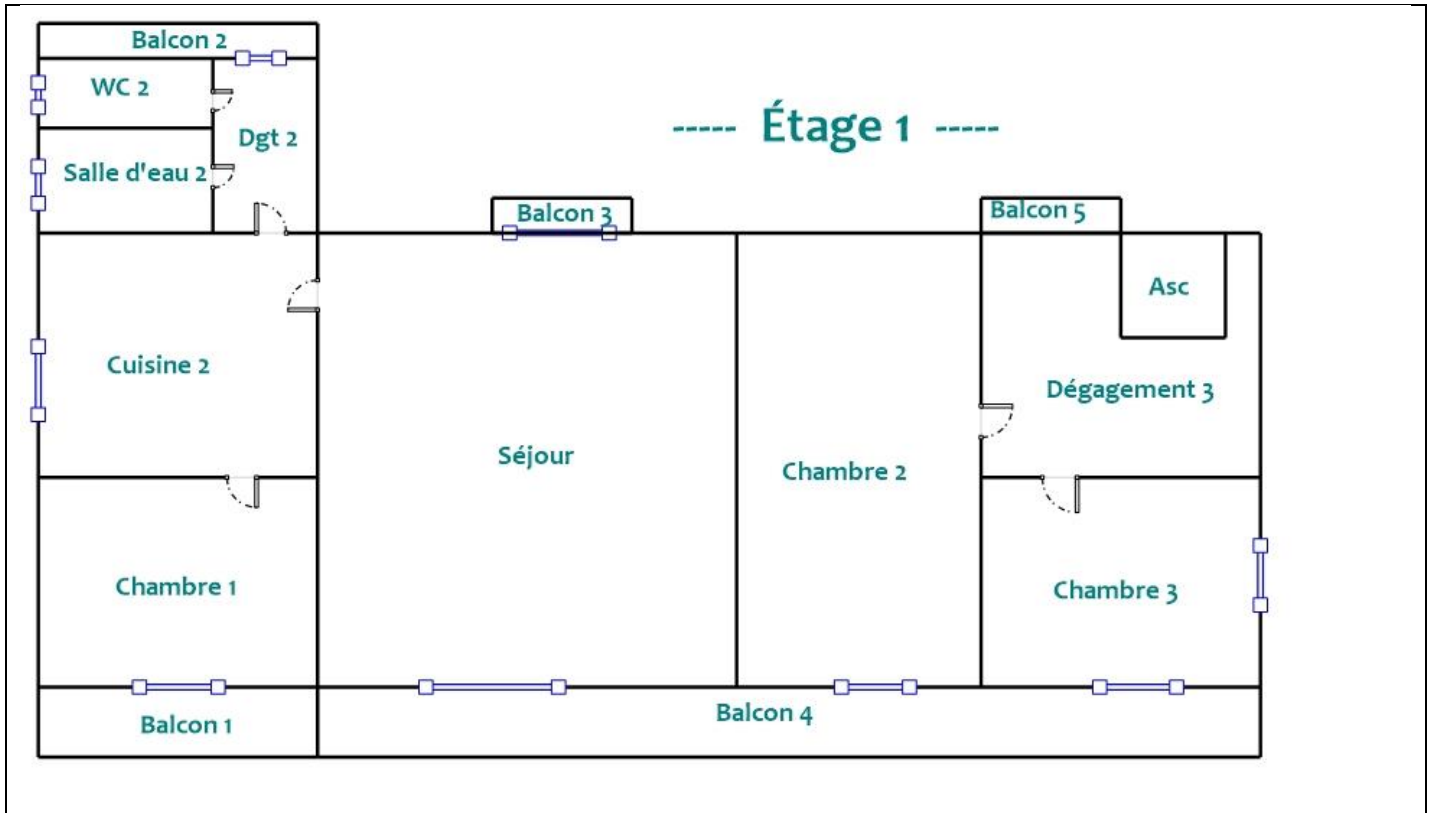 Balcon 2
WC 2
Dgt 2
----- Étage 1 -----
Salle d'eau 2
Balcon 3
Balcon 5
Asc
Cuisine 2
Dégagement 3
Séjour
Chambre 2
Chambre 1
Chambre 3
Balcon 1
Balcon 4